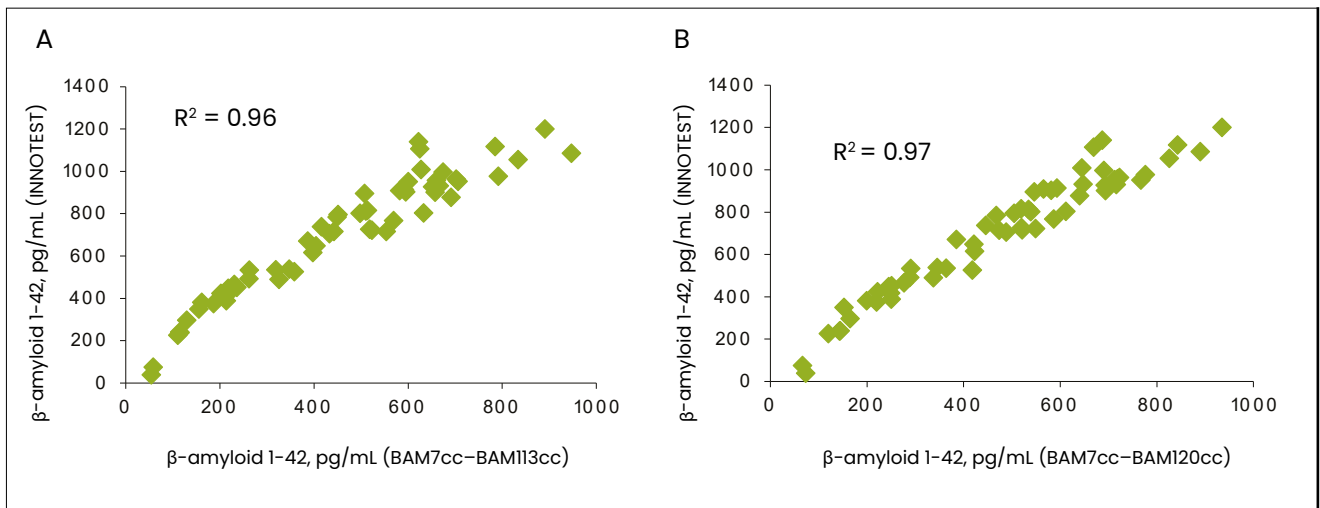 A
β-amyloid 1-42, pg/mL (INNOTEST)
1400
1200
1000
800
600
400
200
0
R² = 0.96
0 200 400 600 800 1000
β-amyloid 1-42, pg/mL (BAM7cc–BAM113cc)
B
β-amyloid 1-42, pg/mL (INNOTEST)
1400
1200
1000
800
600
400
200
0
R² = 0.97
0 200 400 600 800 1000
β-amyloid 1-42, pg/mL (BAM7cc–BAM120cc)